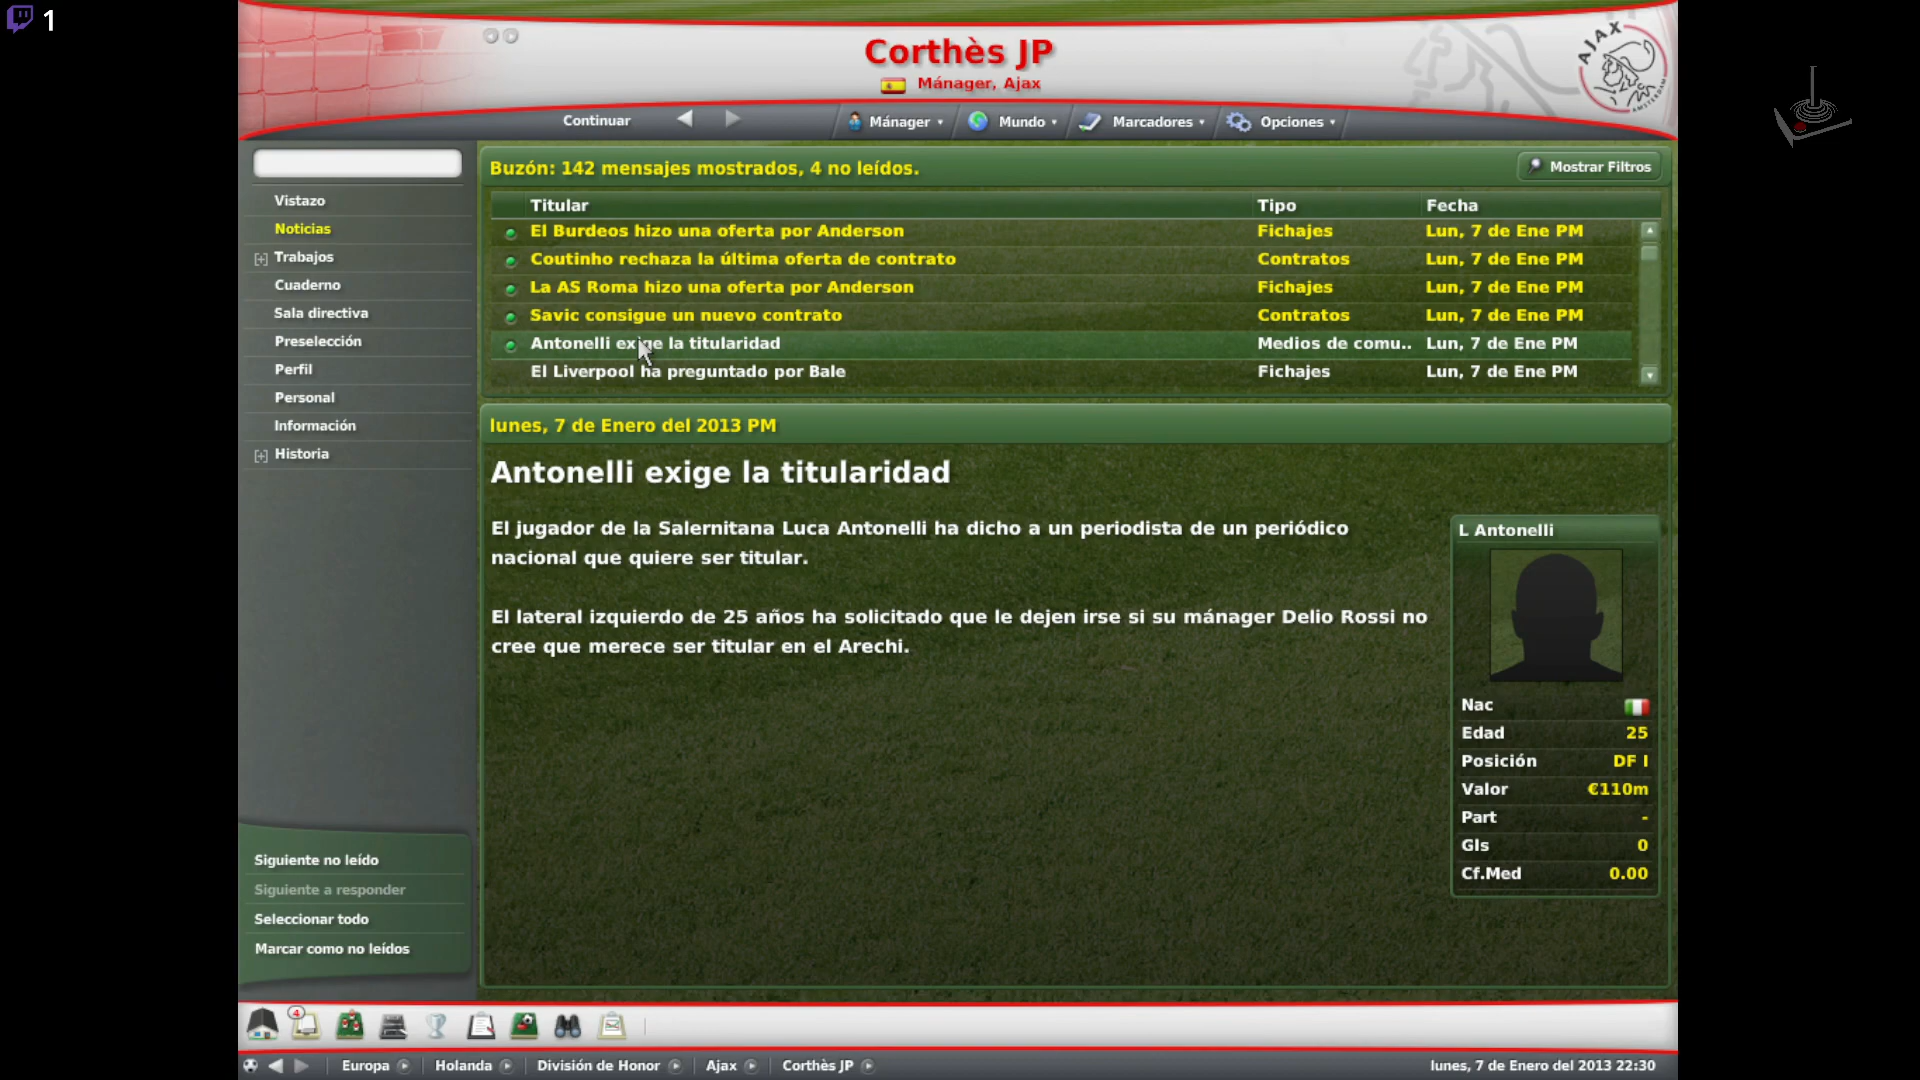 1
Corthès JP
Mánager, Ajax
AJAX
AMSTERDAM
Continuar
Mánager
Mundo
Marcadores
Opciones
Vistazo
Noticias
[+] Trabajos
Cuaderno
Sala directiva
Preselección
Perfil
Personal
Información
[+] Historia
Buzón: 142 mensajes mostrados, 4 no leídos.
Mostrar Filtros
Titular Tipo Fecha
El Burdeos hizo una oferta por Anderson Fichajes Lun, 7 de Ene PM
Coutinho rechaza la última oferta de contrato Contratos Lun, 7 de Ene PM
La AS Roma hizo una oferta por Anderson Fichajes Lun, 7 de Ene PM
Savic consigue un nuevo contrato Contratos Lun, 7 de Ene PM
Antonelli exige la titularidad Medios de comu.. Lun, 7 de Ene PM
El Liverpool ha preguntado por Bale Fichajes Lun, 7 de Ene PM
lunes, 7 de Enero del 2013 PM
Antonelli exige la titularidad
El jugador de la Salernitana Luca Antonelli ha dicho a un periodista de un periódico
nacional que quiere ser titular.
El lateral izquierdo de 25 años ha solicitado que le dejen irse si su mánager Delio Rossi no
cree que merece ser titular en el Arechi.
L Antonelli
Nac
Edad 25
Posición DF I
Valor €110m
Part -
Gls 0
Cf.Med 0.00
Siguiente no leído
Siguiente a responder
Seleccionar todo
Marcar como no leídos
4
Europa
Holanda
División de Honor
Ajax
Corthès JP
lunes, 7 de Enero del 2013 22:30